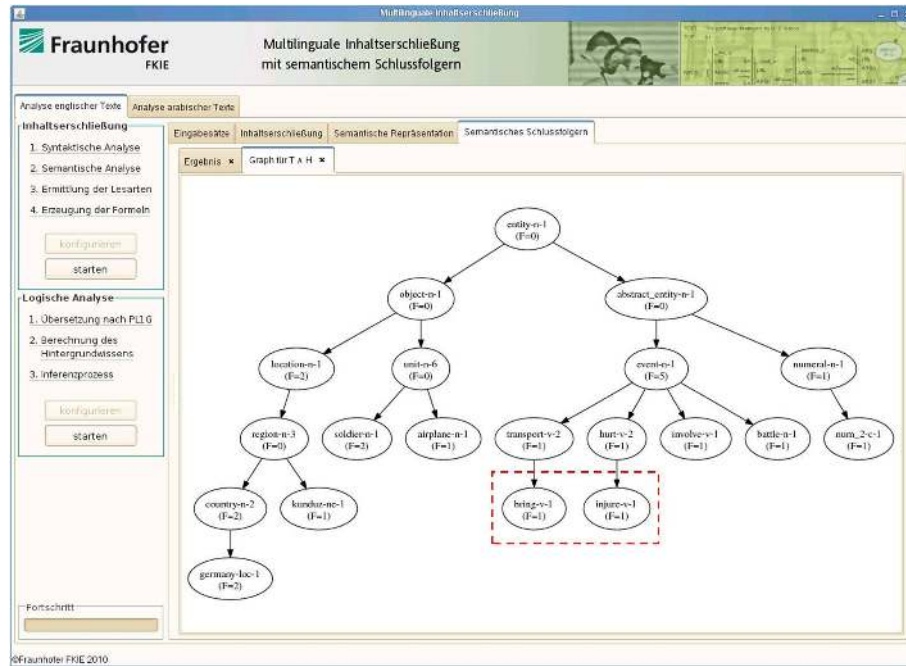 Multilinguale Inhaltserschließung
Fraunhofer
FKIE
Multilinguale Inhaltserschließung
mit semantischem Schlussfolgern
Analyse englischer Texte
Analyse arabischer Texte
Inhaltserschließung
1. Syntaktische Analyse
2. Semantische Analyse
3. Ermittlung der Lesarten
4. Erzeugung der Formeln
konfigurieren
starten
Logische Analyse
1. Übersetzung nach PL1G
2. Berechnung des
Hintergrundwissens
3. Inferenzprozess
konfigurieren
starten
Fortschritt
Eingabesätze
Inhaltserschließung
Semantische Repräsentation
Semantisches Schlussfolgern
Ergebnis ×
Graph für T ∧ H ×
entity-n-1
(F=0)
object-n-1
(F=0)
abstract_entity-n-1
(F=0)
location-n-1
(F=2)
unit-n-6
(F=0)
event-n-1
(F=5)
numeral-n-1
(F=1)
region-n-3
(F=0)
soldier-n-1
(F=2)
airplane-n-1
(F=1)
transport-v-2
(F=1)
hurt-v-2
(F=1)
involve-v-1
(F=1)
battle-n-1
(F=1)
num_2-c-1
(F=1)
country-n-2
(F=2)
kunduz-ne-1
(F=1)
bring-v-1
(F=1)
injure-v-1
(F=1)
germany-loc-1
(F=2)
©Fraunhofer FKIE 2010